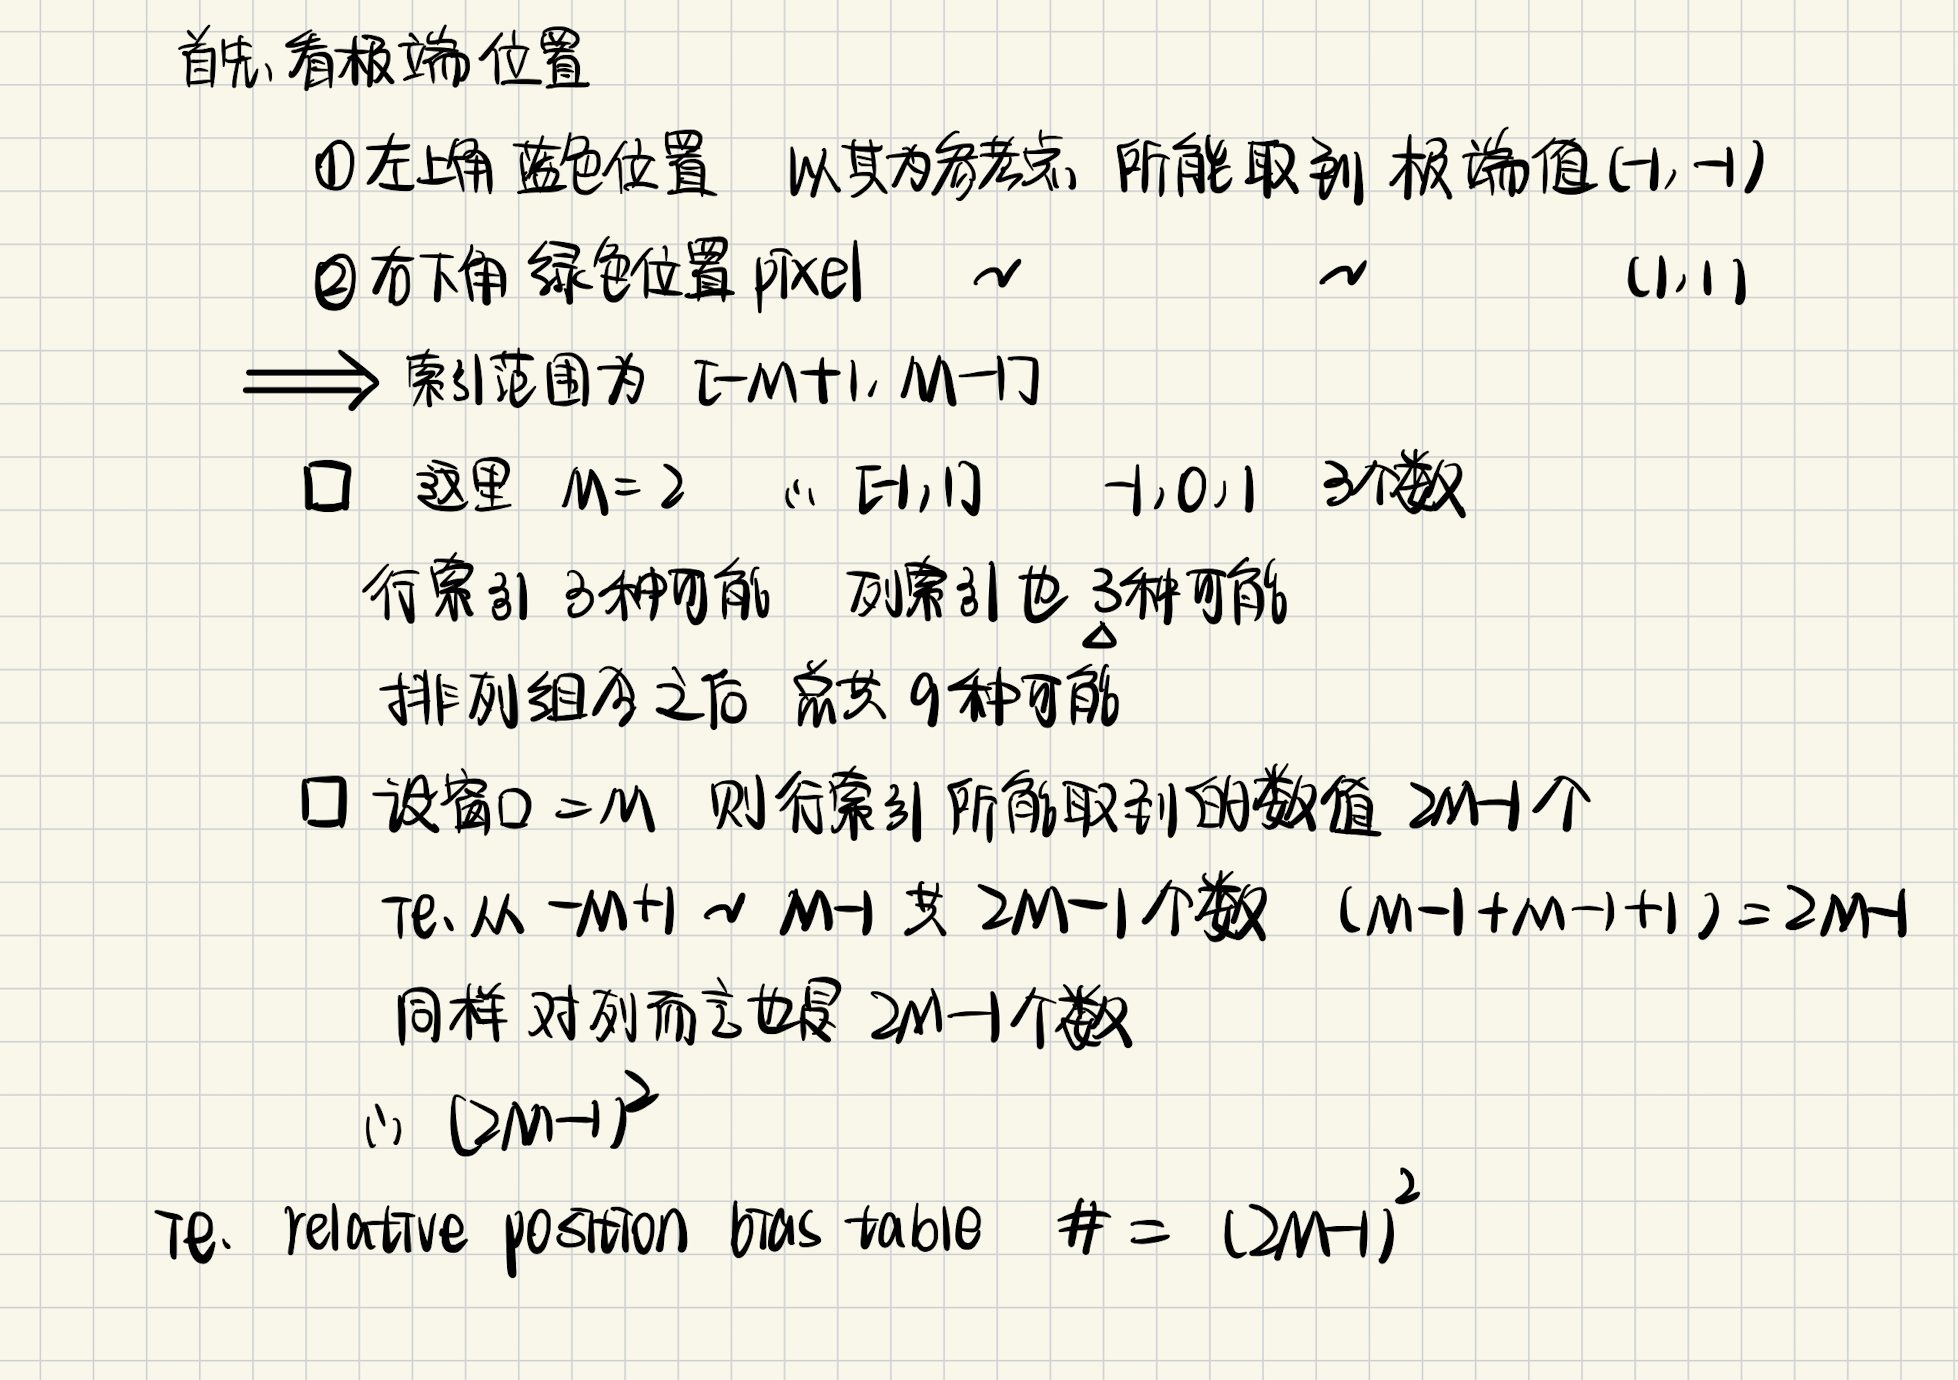 首先、看极端位置
①左上角 蓝色位置 以其为参考点、所能取到 极端值(-1, -1)
②右下角 绿色位置 pixel ~ ~ (1, 1)
⟹ 索引范围为 [-M+1, M-1]
□ 这里 M=2 ∴ [-1,1] -1,0,1 3个数
行索引 3种可能 列索引也 3种可能
△
排列组合之后 总共 9种可能
□ 设窗口=M 则行索引 所能取到的数值 2M-1个
Te、从 -M+1 ~ M-1 共 2M-1个数 (M-1+M-1+1)=2M-1
同样 对列而言也是 2M-1个数
∴ (2M-1)²
Te、relative position bias table # = (2M-1)²